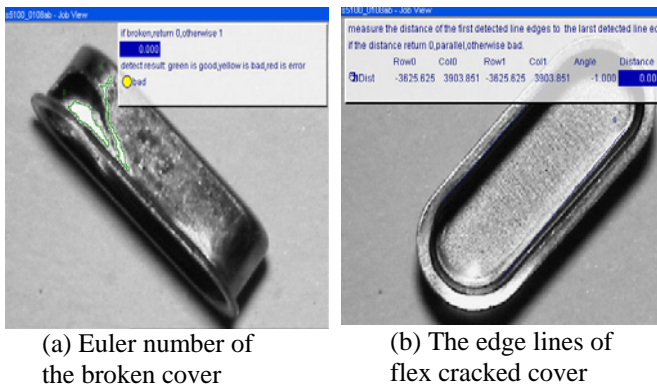 s5100_0108ab - Job View
if broken,return 0,otherwise 1
0.000
detect result: green is good,yellow is bad,red is error
bad
s5100_0108ab - Job View
measure the distance of the first detected line edges to the larst detected line ed
if the distance return 0,parallel,otherwise bad.
Row0 Col0 Row1 Col1 Angle Distance
Dist -3625.625 3903.851 -3625.625 3903.851 -1.000 0.00
(a) Euler number of
the broken cover
(b) The edge lines of
flex cracked cover